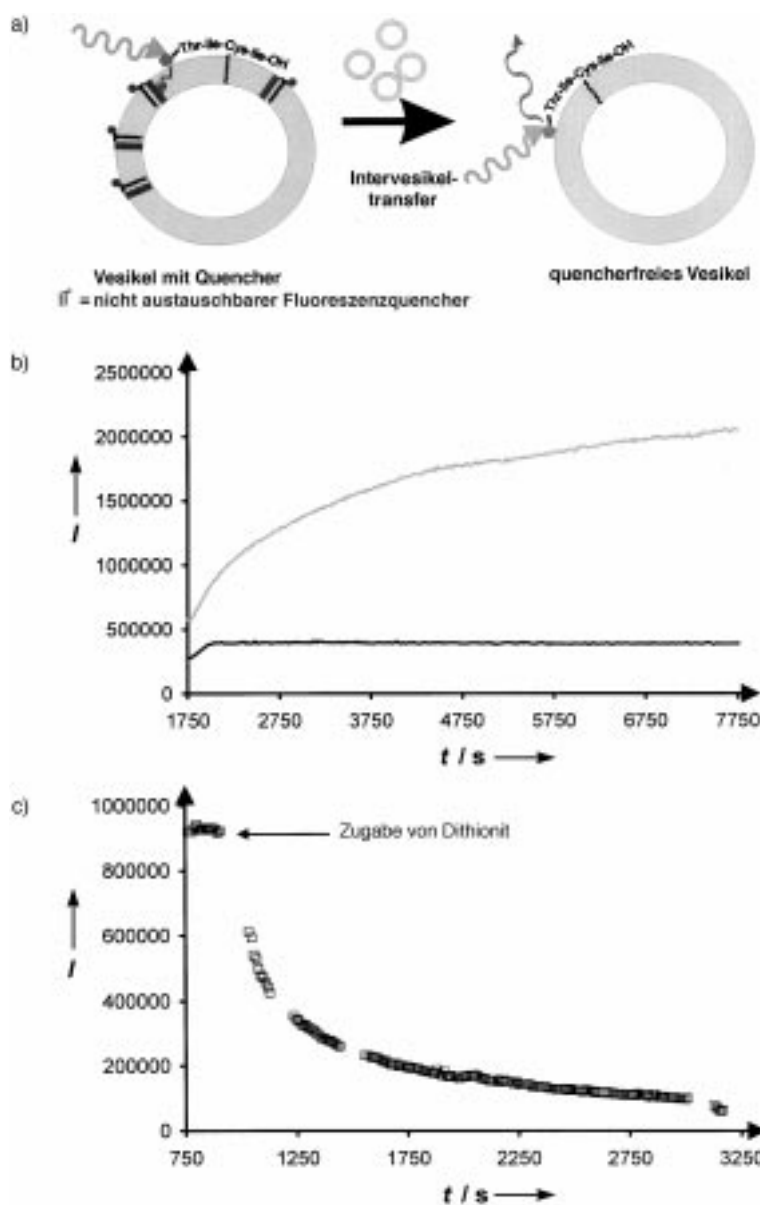 a)
Thr-Ile-Cys-Ile-OH
Thr-Ile-Cys-Ile-OH
Intervesikel-
transfer
Vesikel mit Quencher
= nicht austauschbarer Fluoreszenzquencher
quencherfreies Vesikel
b)
2500000
2000000
1500000
1000000
500000
0
I
1750 2750 3750 4750 5750 6750 7750
t / s
c)
1000000
800000
600000
400000
200000
0
I
Zugabe von Dithionit
750 1250 1750 2250 2750 3250
t / s